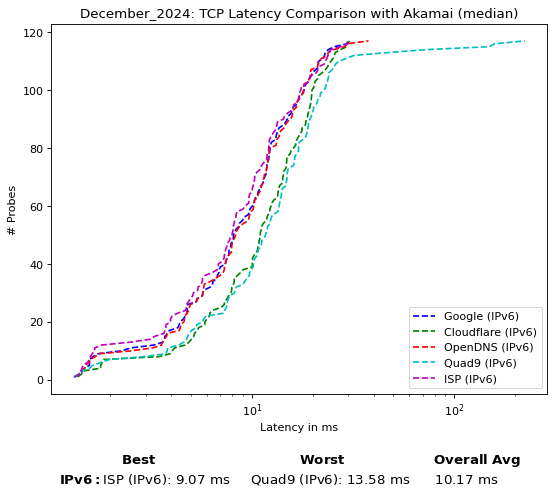 December_2024: TCP Latency Comparison with Akamai (median)
120
100
80
60
40
20
0
# Probes
10^1
10^2
Latency in ms
Google (IPv6)
Cloudflare (IPv6)
OpenDNS (IPv6)
Quad9 (IPv6)
ISP (IPv6)
Best Worst Overall Avg
IPv6: ISP (IPv6): 9.07 ms Quad9 (IPv6): 13.58 ms 10.17 ms